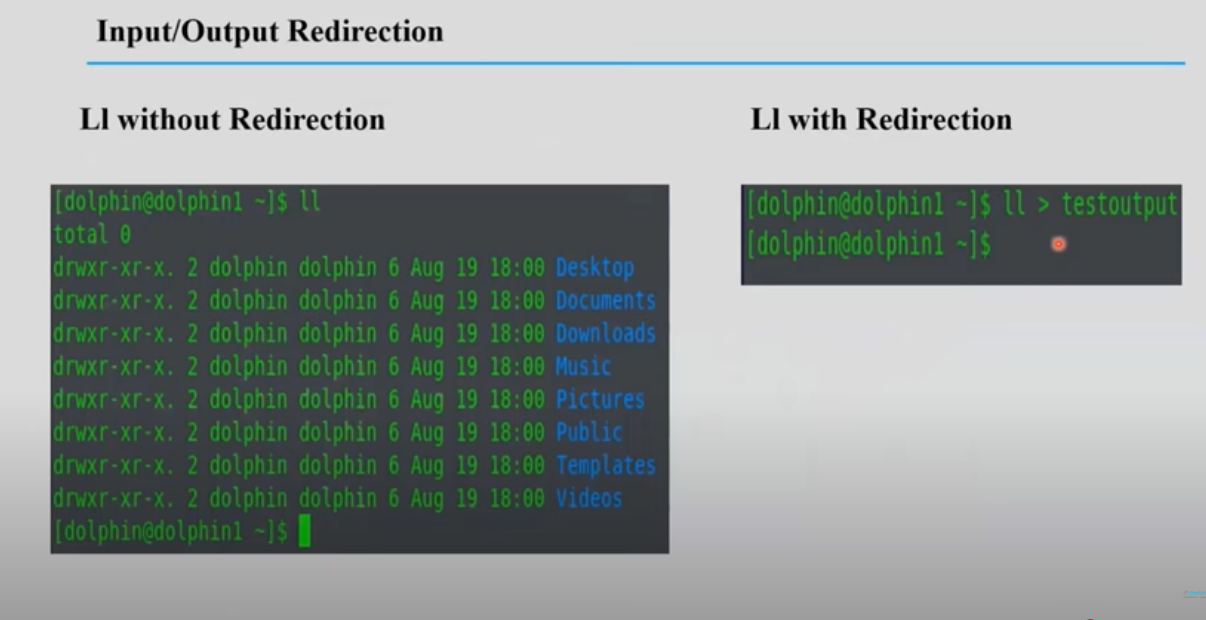 Input/Output Redirection
Ll without Redirection
Ll with Redirection
[dolphin@dolphin1 ~]$ ll
total 0
drwxr-xr-x. 2 dolphin dolphin 6 Aug 19 18:00 Desktop
drwxr-xr-x. 2 dolphin dolphin 6 Aug 19 18:00 Documents
drwxr-xr-x. 2 dolphin dolphin 6 Aug 19 18:00 Downloads
drwxr-xr-x. 2 dolphin dolphin 6 Aug 19 18:00 Music
drwxr-xr-x. 2 dolphin dolphin 6 Aug 19 18:00 Pictures
drwxr-xr-x. 2 dolphin dolphin 6 Aug 19 18:00 Public
drwxr-xr-x. 2 dolphin dolphin 6 Aug 19 18:00 Templates
drwxr-xr-x. 2 dolphin dolphin 6 Aug 19 18:00 Videos
[dolphin@dolphin1 ~]$
[dolphin@dolphin1 ~]$ ll > testoutput
[dolphin@dolphin1 ~]$